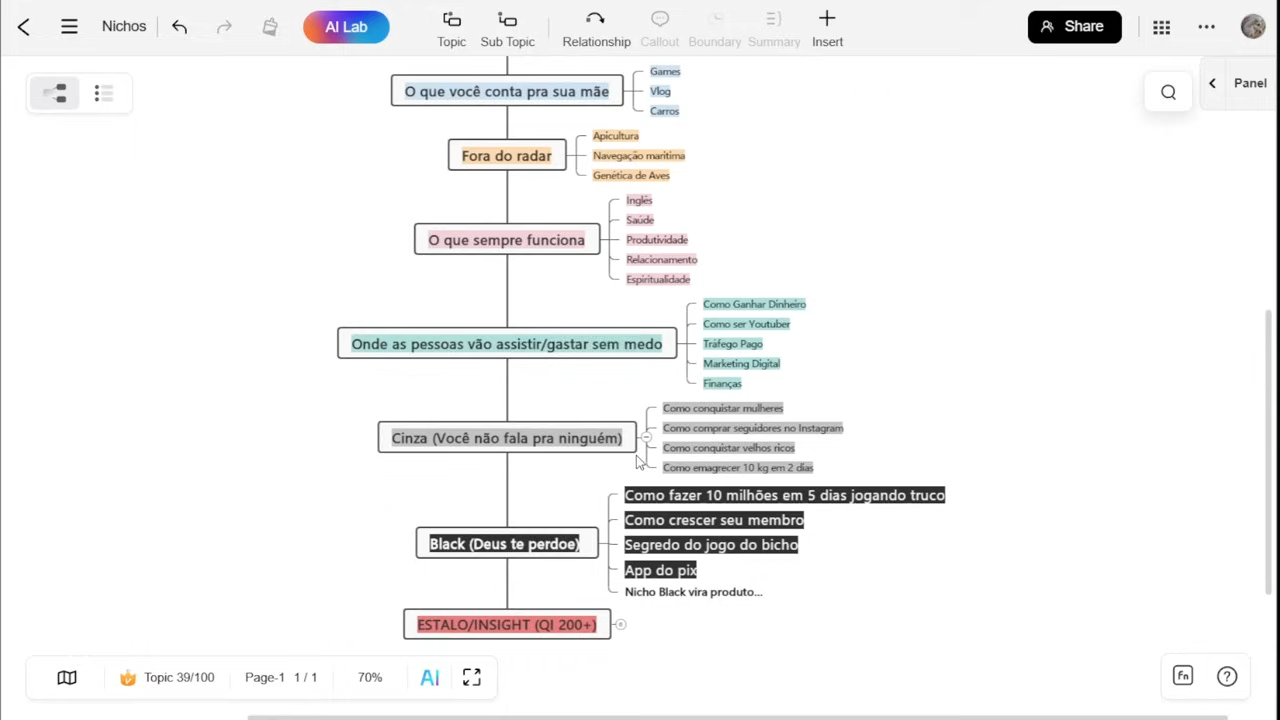 Nichos
AI Lab
Topic
Sub Topic
Relationship
Callout
Boundary
Summary
Insert
Share
Panel
O que você conta pra sua mãe
Games
Vlog
Carros
Fora do radar
Apicultura
Navegação marítima
Genética de Aves
O que sempre funciona
Inglês
Saúde
Produtividade
Relacionamento
Espiritualidade
Onde as pessoas vão assistir/gastar sem medo
Como Ganhar Dinheiro
Como ser Youtuber
Tráfego Pago
Marketing Digital
Finanças
Cinza (Você não fala pra ninguém)
Como conquistar mulheres
Como comprar seguidores no Instagram
Como conquistar velhos ricos
Como emagrecer 10 kg em 2 dias
Black (Deus te perdoe)
Como fazer 10 milhões em 5 dias jogando truco
Como crescer seu membro
Segredo do jogo do bicho
App do pix
Nicho Black vira produto...
ESTALO/INSIGHT (QI 200+)
Topic 39/100
Page-1 1 / 1
70%
AI
Fn